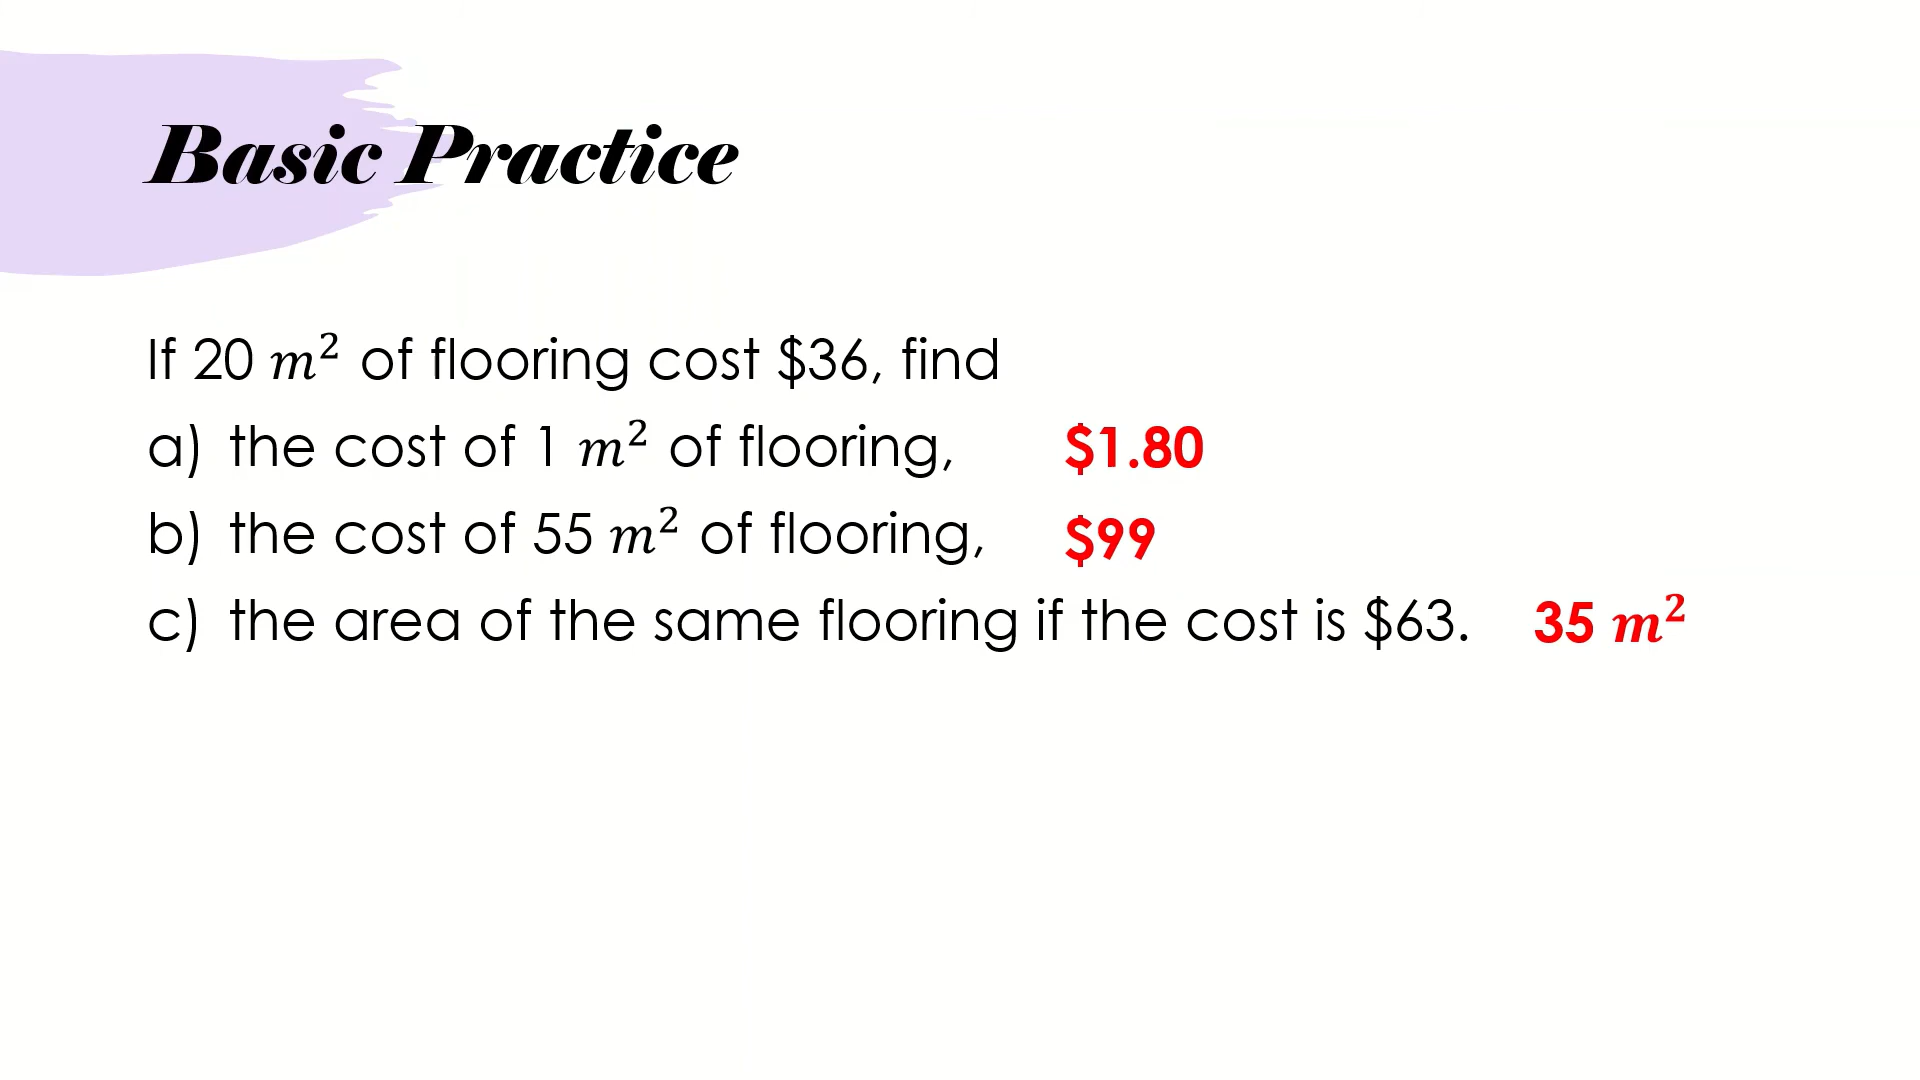 Basic Practice
If 20 m² of flooring cost $36, find
a) the cost of 1 m² of flooring, $1.80
b) the cost of 55 m² of flooring, $99
c) the area of the same flooring if the cost is $63. 35 m²